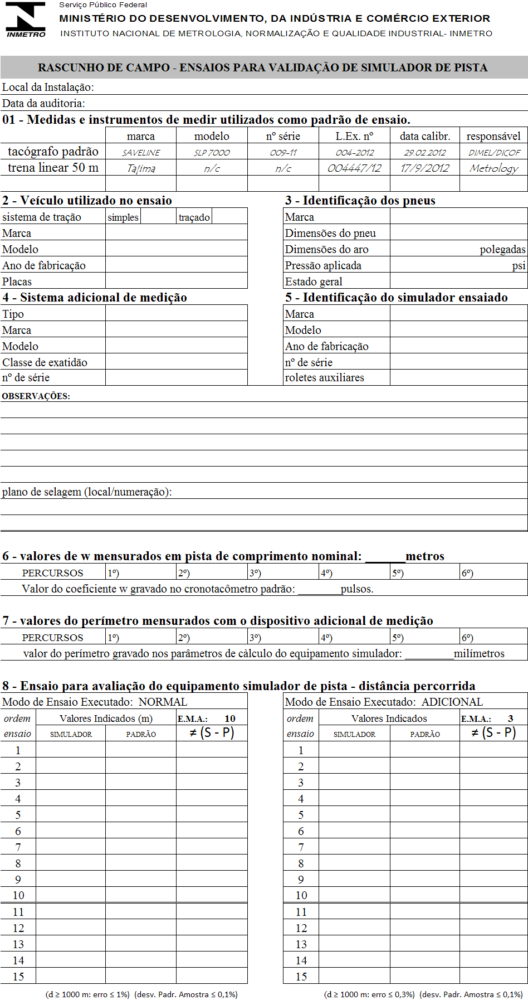 Serviço Público Federal
MINISTÉRIO DO DESENVOLVIMENTO, DA INDÚSTRIA E COMÉRCIO EXTERIOR
INMETRO INSTITUTO NACIONAL DE METROLOGIA, NORMALIZAÇÃO E QUALIDADE INDUSTRIAL- INMETRO
RASCUNHO DE CAMPO - ENSAIOS PARA VALIDAÇÃO DE SIMULADOR DE PISTA
Local da Instalação:
Data da auditoria:
01 - Medidas e instrumentos de medir utilizados como padrão de ensaio.
marca modelo nº série L.Ex. nº data calibr. responsável
tacógrafo padrão SAVELINE SLP 7000 009-11 004-2012 29.02.2012 DIMEL/DICOF
trena linear 50 m Tajima n/c n/c 004447/12 17/9/2012 Metrology
2 - Veículo utilizado no ensaio
sistema de tração simples traçado
Marca
Modelo
Ano de fabricação
Placas
3 - Identificação dos pneus
Marca
Dimensões do pneu
Dimensões do aro polegadas
Pressão aplicada psi
Estado geral
4 - Sistema adicional de medição
Tipo
Marca
Modelo
Classe de exatidão
nº de série
5 - Identificação do simulador ensaiado
Marca
Modelo
Ano de fabricação
nº de série
roletes auxiliares
OBSERVAÇÕES:
plano de selagem (local/numeração):
6 - valores de w mensurados em pista de comprimento nominal: ______metros
PERCURSOS 1º) 2º) 3º) 4º) 5º) 6º)
Valor do coeficiente w gravado no cronotacômetro padrão: ________pulsos.
7 - valores do perímetro mensurados com o dispositivo adicional de medição
PERCURSOS 1º) 2º) 3º) 4º) 5º) 6º)
valor do perímetro gravado nos parâmetros de càlculo do equipamento simulador: _________milímetros
8 - Ensaio para avaliação do equipamento simulador de pista - distância percorrida
Modo de Ensaio Executado: NORMAL
ordem Valores Indicados (m) E.M.A.: 10
ensaio SIMULADOR PADRÃO ≠ (S - P)
1
2
3
4
5
6
7
8
9
10
11
12
13
14
15
(d ≥ 1000 m: erro ≤ 1%) (desv. Padr. Amostra ≤ 0,1%)
Modo de Ensaio Executado: ADICIONAL
ordem Valores Indicados E.M.A.: 3
ensaio SIMULADOR PADRÃO ≠ (S - P)
1
2
3
4
5
6
7
8
9
10
11
12
13
14
15
(d ≥ 1000 m: erro ≤ 0,3%) (desv. Padr. Amostra ≤ 0,1%)